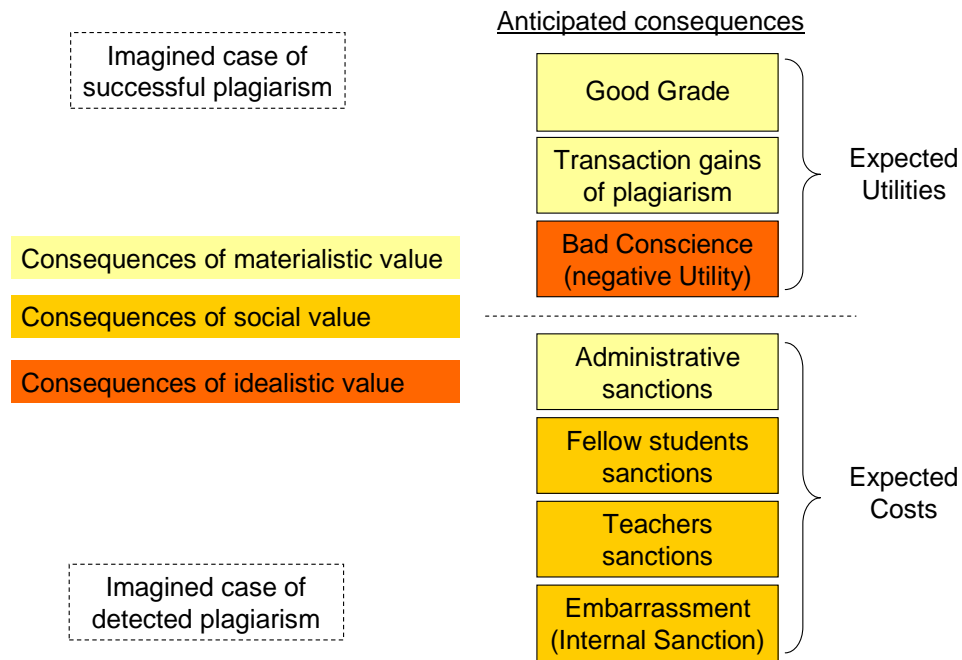 Anticipated consequences
Imagined case of
successful plagiarism
Good Grade
Transaction gains
of plagiarism
Bad Conscience
(negative Utility)
Expected
Utilities
Consequences of materialistic value
Consequences of social value
Consequences of idealistic value
Administrative
sanctions
Fellow students
sanctions
Teachers
sanctions
Embarrassment
(Internal Sanction)
Expected
Costs
Imagined case of
detected plagiarism